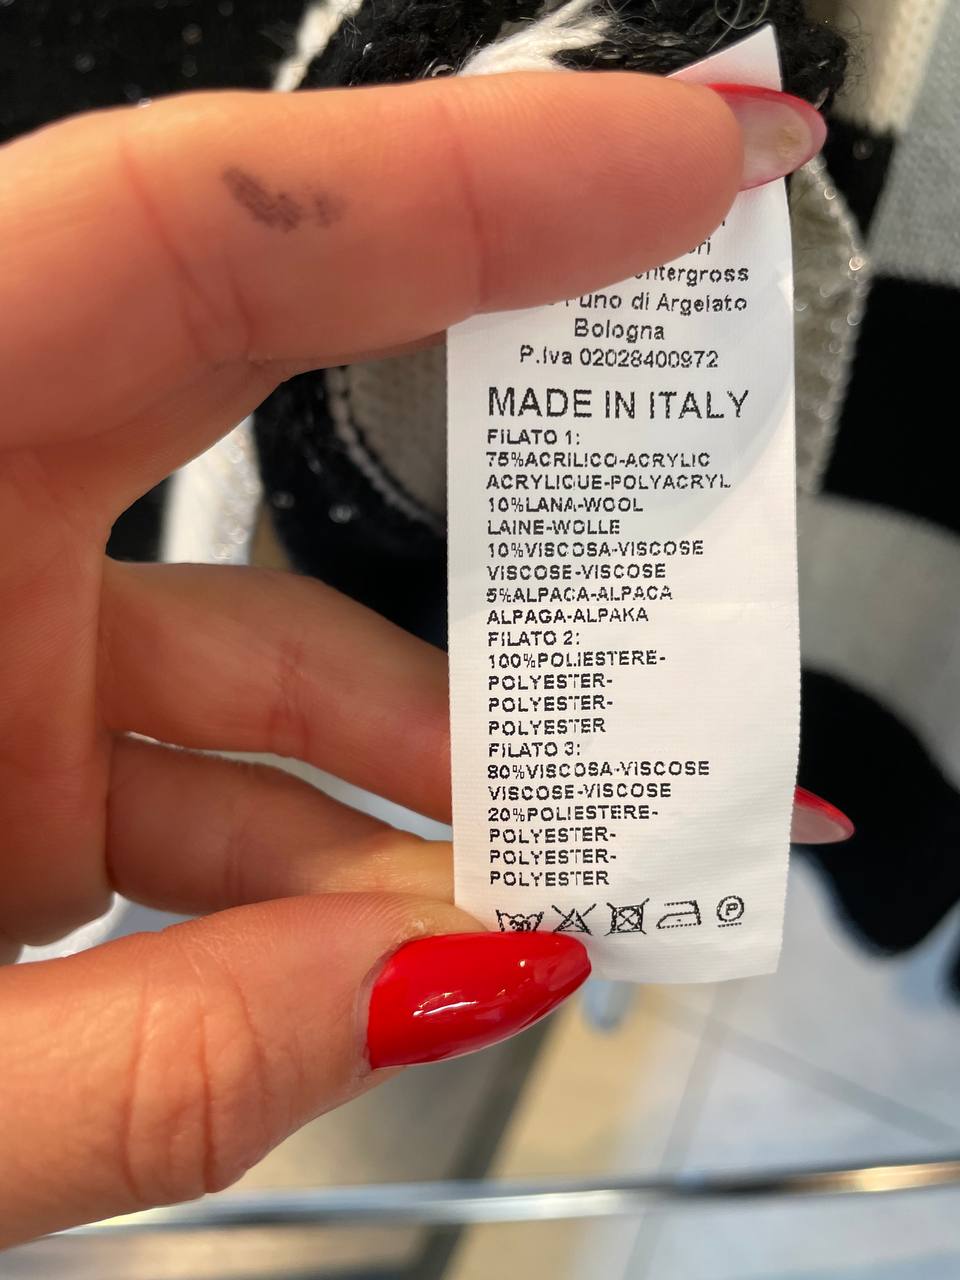 di Argelato
Bologna
P.Iva 02028400972
MADE IN ITALY
FILATO 1:
75%ACRILICO-ACRYLIC
ACRYLIQUE-POLYACRYL
10%LANA-WOOL
LAINE-WOLLE
10%VISCOSA-VISCOSE
VISCOSE-VISCOSE
5%ALPACA-ALPACA
ALPAGA-ALPAKA
FILATO 2:
100%POLIESTERE-
POLYESTER-
POLYESTER-
POLYESTER
FILATO 3:
80%VISCOSA-VISCOSE
VISCOSE-VISCOSE
20%POLIESTERE-
POLYESTER-
POLYESTER-
POLYESTER
P